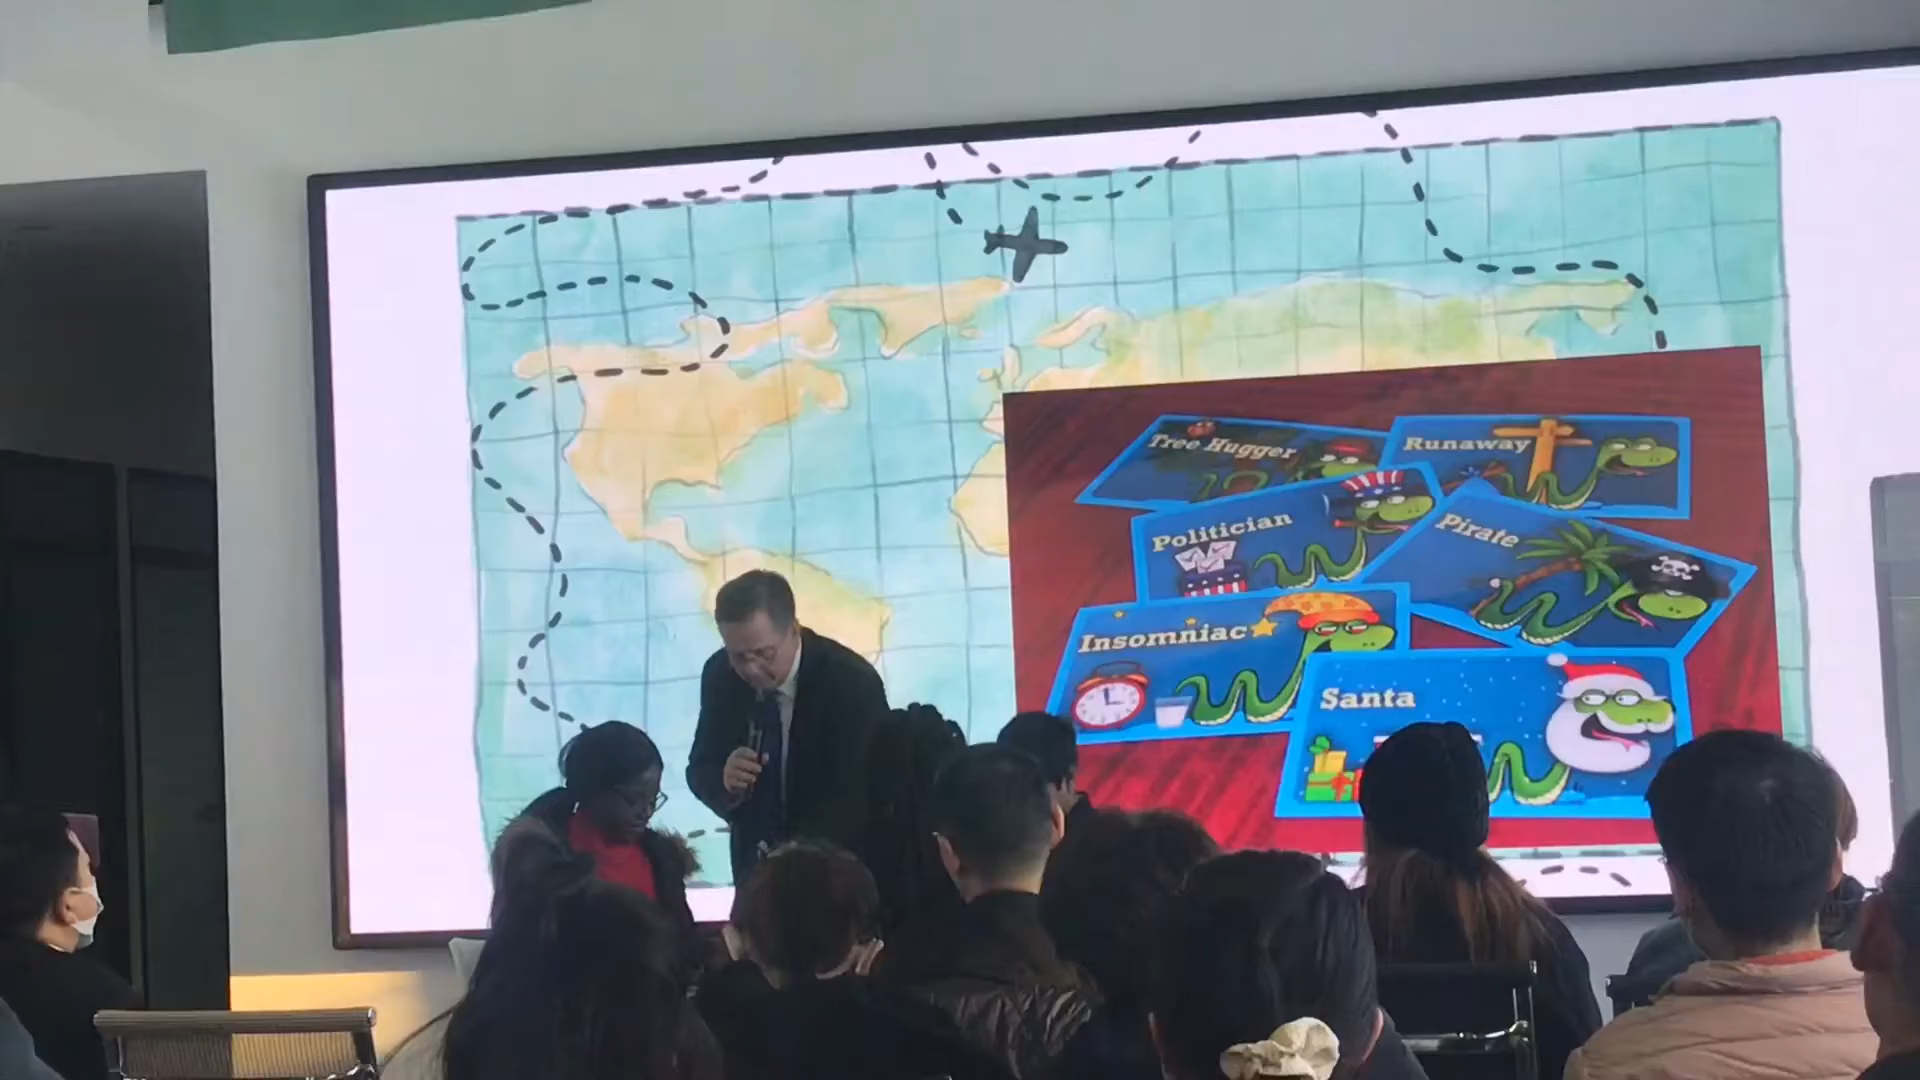 Tree Hugger
Runaway
Politician
Pirate
Insomniac
Santa